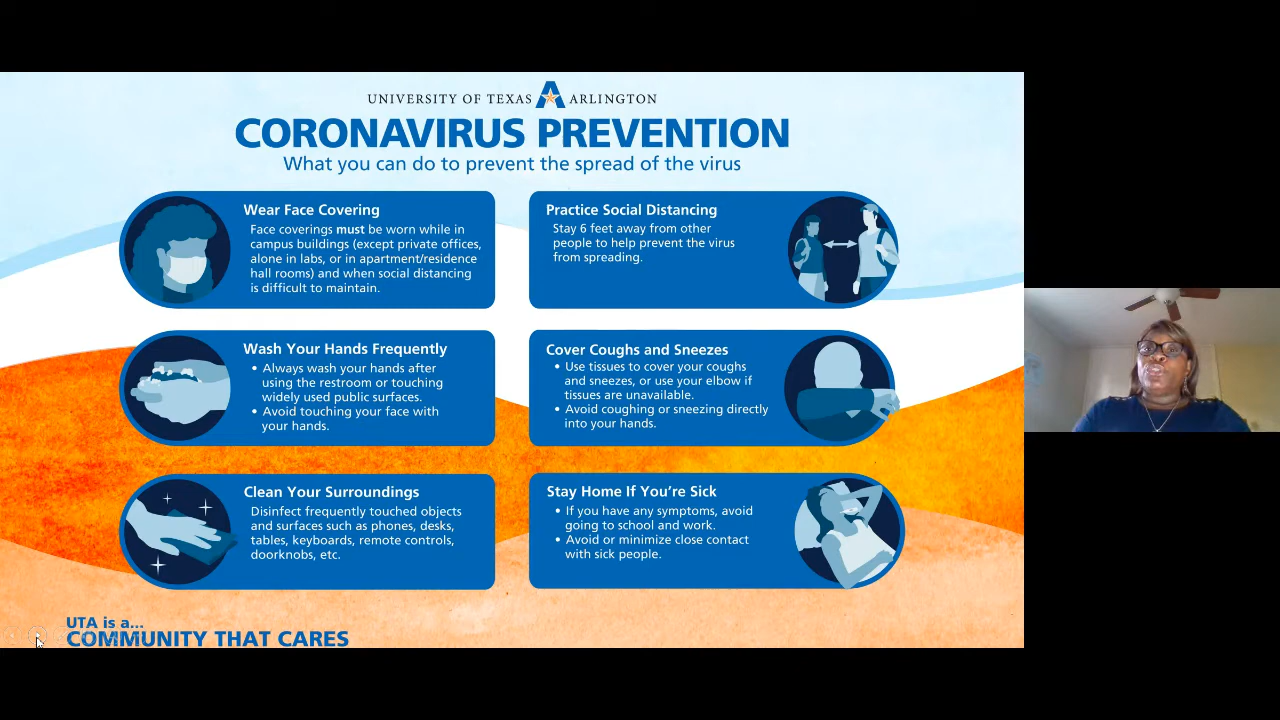 UNIVERSITY OF TEXAS A ARLINGTON
CORONAVIRUS PREVENTION
What you can do to prevent the spread of the virus
Wear Face Covering
Face coverings must be worn while in
campus buildings (except private offices,
alone in labs, or in apartment/residence
hall rooms) and when social distancing
is difficult to maintain.
Practice Social Distancing
Stay 6 feet away from other
people to help prevent the virus
from spreading.
Wash Your Hands Frequently
• Always wash your hands after
using the restroom or touching
widely used public surfaces.
• Avoid touching your face with
your hands.
Cover Coughs and Sneezes
• Use tissues to cover your coughs
and sneezes, or use your elbow if
tissues are unavailable.
• Avoid coughing or sneezing directly
into your hands.
Clean Your Surroundings
Disinfect frequently touched objects
and surfaces such as phones, desks,
tables, keyboards, remote controls,
doorknobs, etc.
Stay Home If You're Sick
• If you have any symptoms, avoid
going to school and work.
• Avoid or minimize close contact
with sick people.
UTA is a...
COMMUNITY THAT CARES